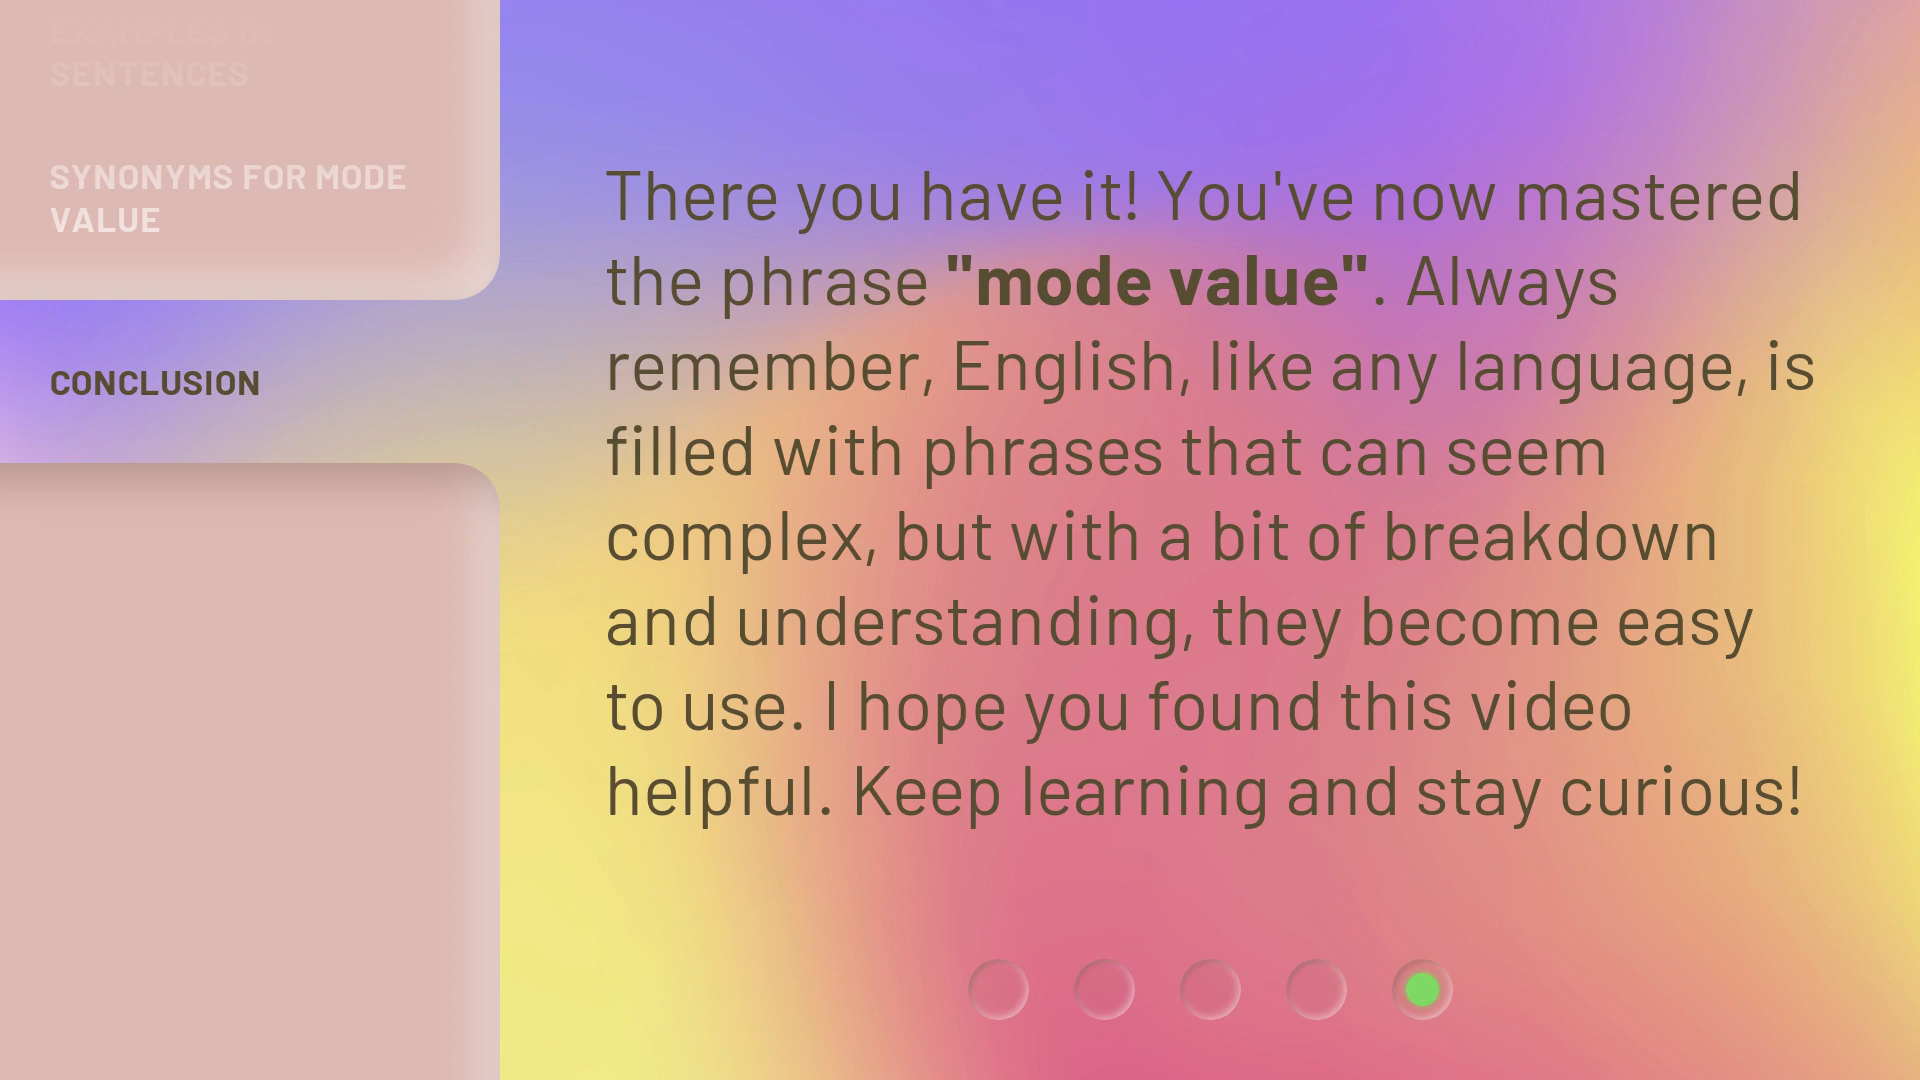 EXAMPLES IN
SENTENCES
SYNONYMS FOR MODE
VALUE
CONCLUSION
There you have it! You've now mastered
the phrase "mode value". Always
remember, English, like any language, is
filled with phrases that can seem
complex, but with a bit of breakdown
and understanding, they become easy
to use. I hope you found this video
helpful. Keep learning and stay curious!